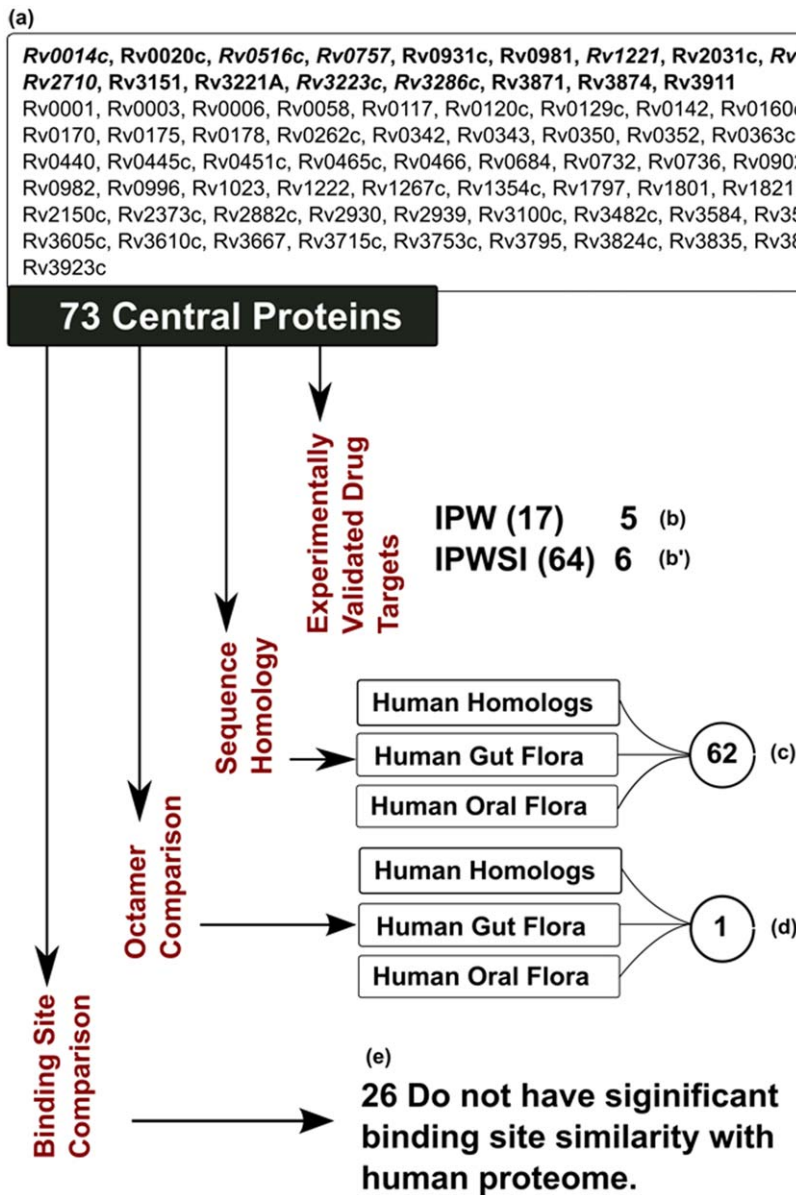 (a)
Rv0014c, Rv0020c, Rv0516c, Rv0757, Rv0931c, Rv0981, Rv1221, Rv2031c,
Rv2710, Rv3151, Rv3221A, Rv3223c, Rv3286c, Rv3871, Rv3874, Rv3911
Rv0001, Rv0003, Rv0006, Rv0058, Rv0117, Rv0120c, Rv0129c, Rv0142,
Rv0170, Rv0175, Rv0178, Rv0262c, Rv0342, Rv0343, Rv0350, Rv0352, Rv0363c
Rv0440, Rv0445c, Rv0451c, Rv0465c, Rv0466, Rv0684, Rv0732, Rv0736,
Rv0982, Rv0996, Rv1023, Rv1222, Rv1267c, Rv1354c, Rv1797, Rv1801, Rv1821
Rv2150c, Rv2373c, Rv2882c, Rv2930, Rv2939, Rv3100c, Rv3482c, Rv3584,
Rv3605c, Rv3610c, Rv3667, Rv3715c, Rv3753c, Rv3795, Rv3824c, Rv3835,
Rv3923c
73 Central Proteins
Experimentally
Validated Drug
Targets
IPW (17) 5 (b)
IPWSI (64) 6 (b')
Sequence
Homology
Human Homologs
Human Gut Flora
Human Oral Flora
62 (c)
Octamer
Comparison
Human Homologs
Human Gut Flora
Human Oral Flora
1 (d)
Binding Site
Comparison
(e)
26 Do not have siginificant
binding site similarity with
human proteome.